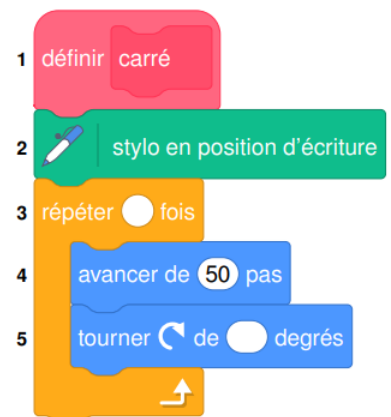 1 définir carré
2 stylo en position d'écriture
3 répéter fois
4 avancer de 50 pas
5 tourner de degrés